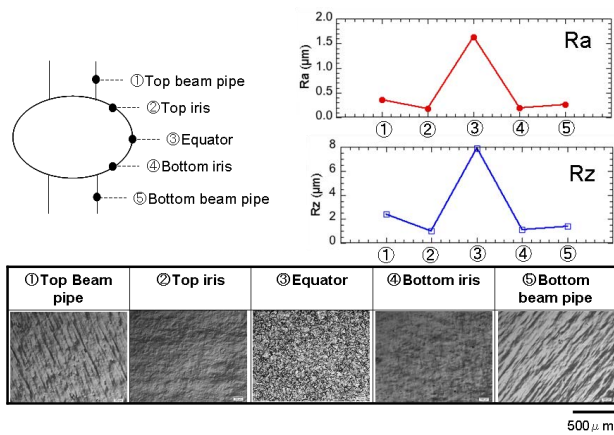 ①Top beam pipe
②Top iris
③Equator
④Bottom iris
⑤Bottom beam pipe
2.0
1.5
1.0
0.5
0.0
Ra (μm)
Ra
① ② ③ ④ ⑤
8
6
4
2
0
Rz (μm)
Rz
① ② ③ ④ ⑤
①Top Beam pipe
②Top iris
③Equator
④Bottom iris
⑤Bottom beam pipe
500μm